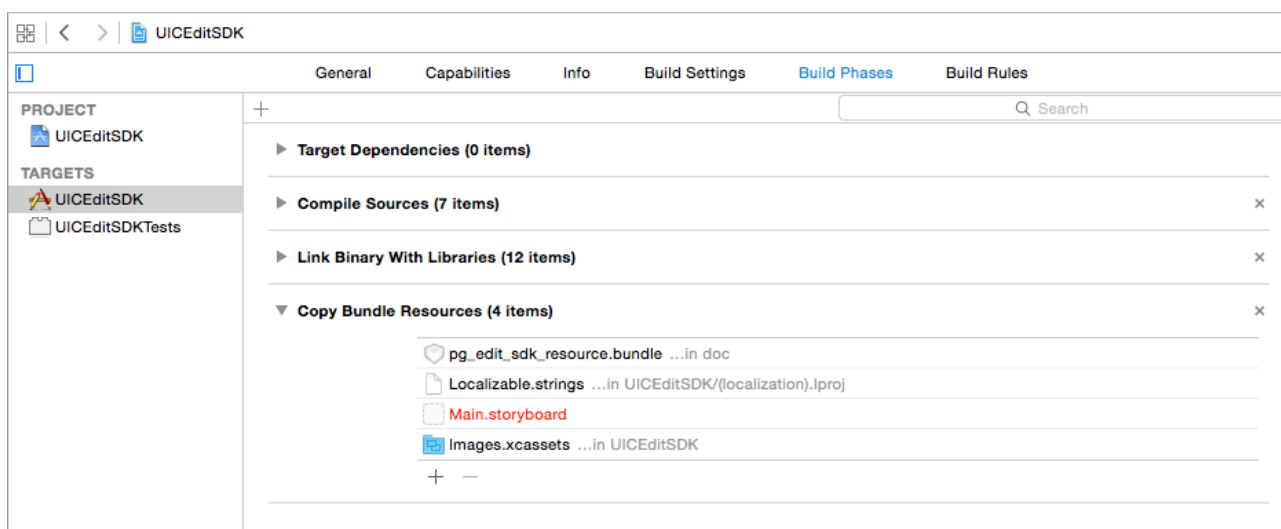 UICEditSDK
General Capabilities Info Build Settings Build Phases Build Rules
PROJECT
UICEditSDK
TARGETS
UICEditSDK
UICEditSDKTests
+ Search
Target Dependencies (0 items)
Compile Sources (7 items) ×
Link Binary With Libraries (12 items) ×
Copy Bundle Resources (4 items) ×
pg_edit_sdk_resource.bundle ...in doc
Localizable.strings ...in UICEditSDK/(localization).lproj
Main.storyboard
Images.xcassets ...in UICEditSDK
+ −